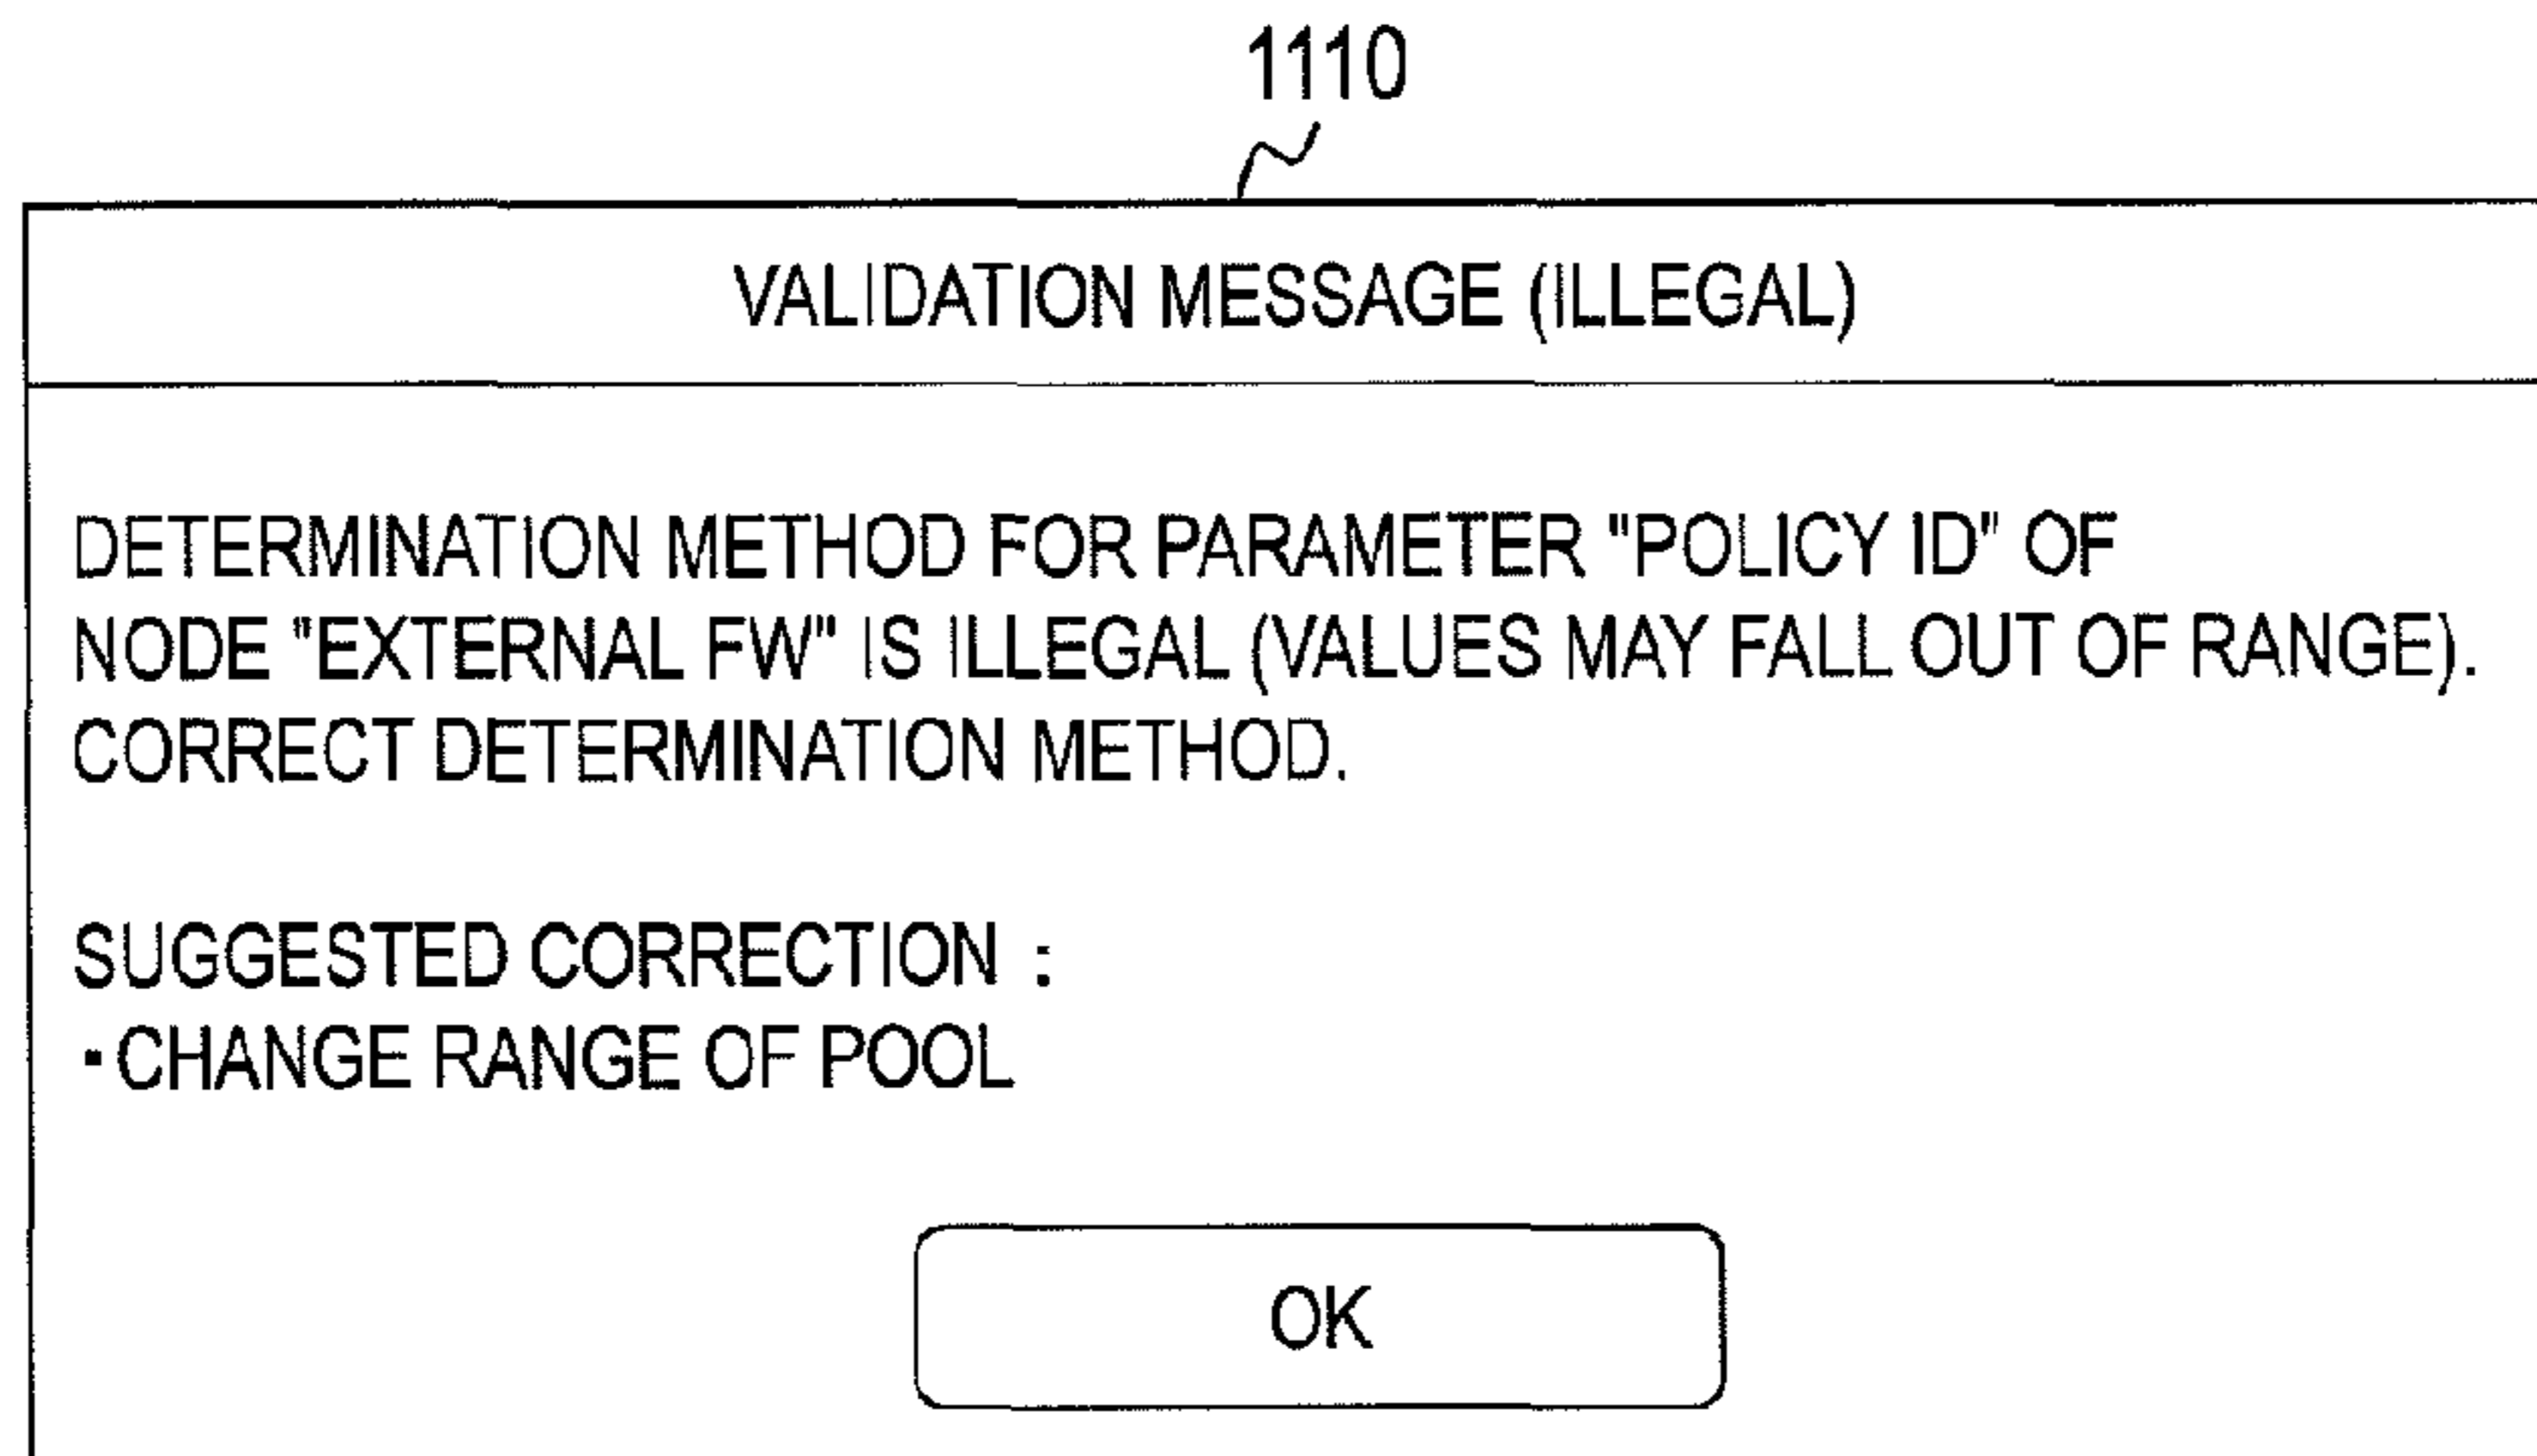 1110
VALIDATION MESSAGE (ILLEGAL)
DETERMINATION METHOD FOR PARAMETER "POLICY ID" OF
NODE "EXTERNAL FW" IS ILLEGAL (VALUES MAY FALL OUT OF RANGE).
CORRECT DETERMINATION METHOD.
SUGGESTED CORRECTION :
・CHANGE RANGE OF POOL
OK